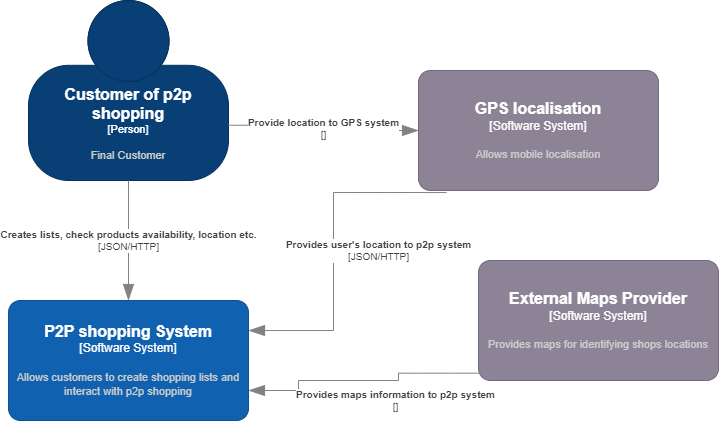 Customer of p2p
shopping
[Person]
Final Customer
Provide location to GPS system
[]
GPS localisation
[Software System]
Allows mobile localisation
Creates lists, check products availability, location etc.
[JSON/HTTP]
Provides user's location to p2p system
[JSON/HTTP]
P2P shopping System
[Software System]
Allows customers to create shopping lists and
interact with p2p shopping
External Maps Provider
[Software System]
Provides maps for identifying shops locations
Provides maps information to p2p system
[]